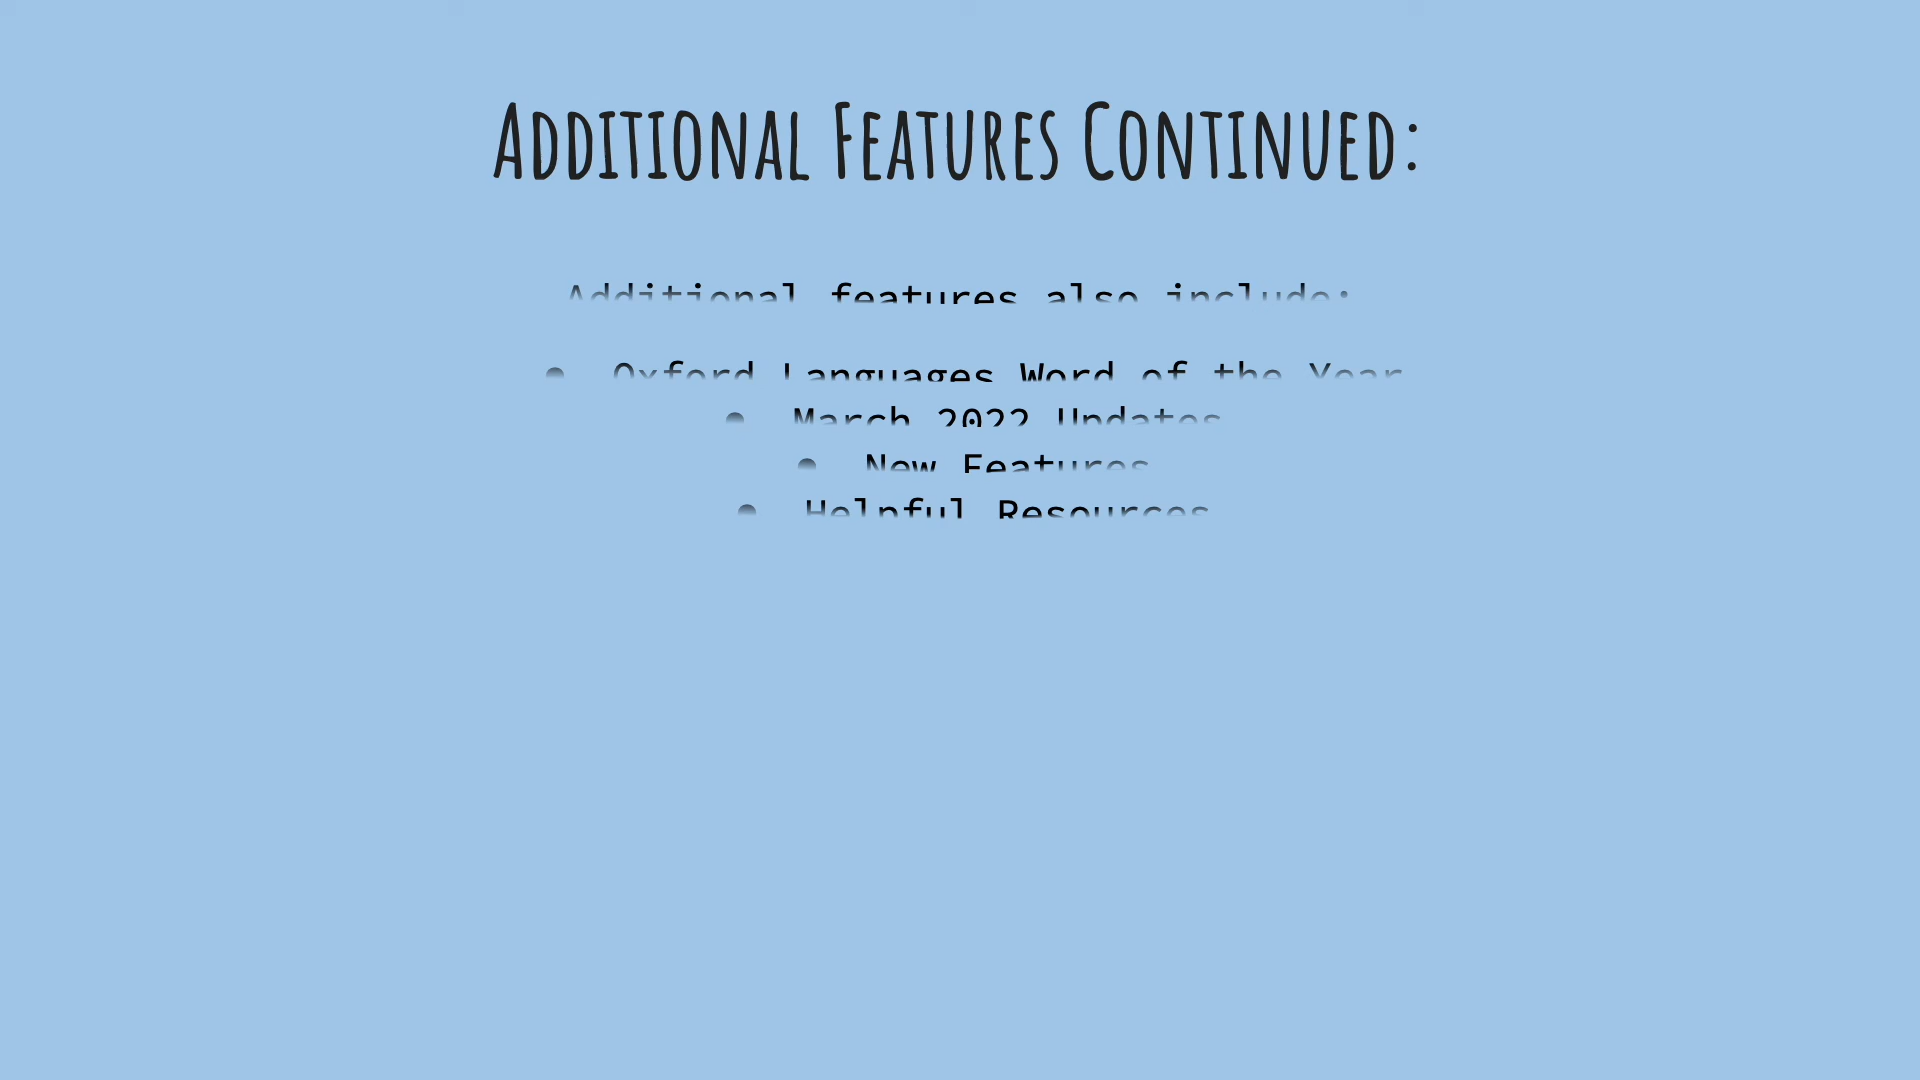 Additional Features Continued:
Additional features also include:
● Oxford Languages Word of the Year
● March 2022 Updates
● New Features
● Helpful Resources